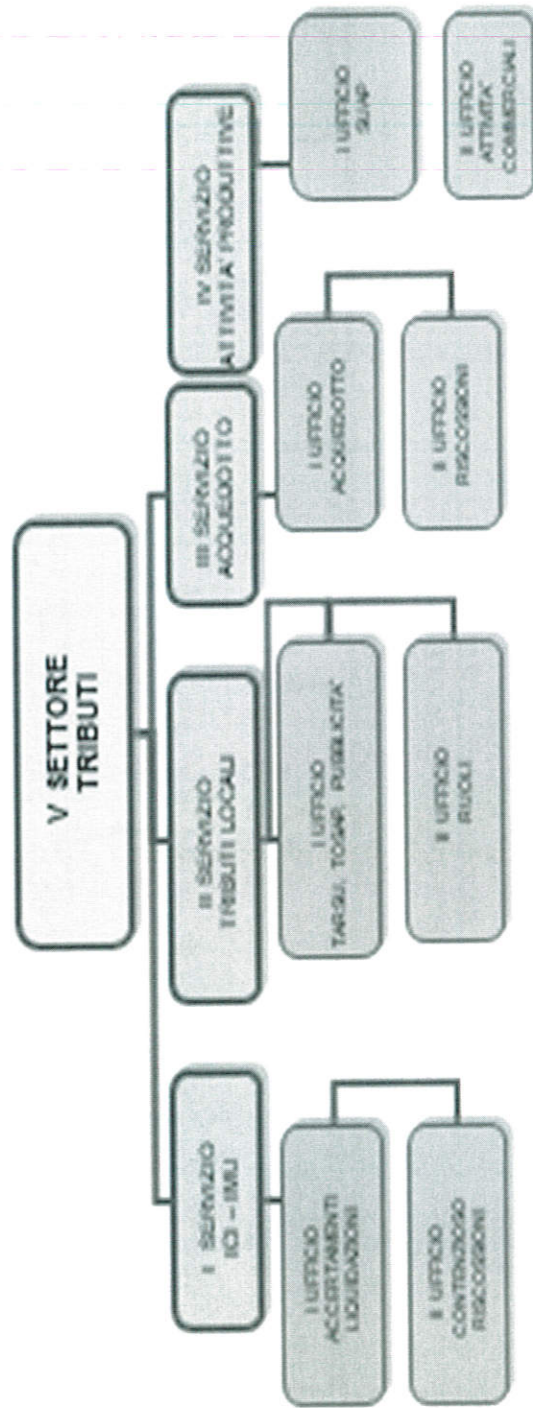 V SETTORE
TRIBUTI
I SERVIZIO
ICI – IMU
II SERVIZIO
TRIBUTI LOCALI
III SERVIZIO
ACQUEDOTTO
IV SERVIZIO
ATTIVITA' PRODUTTIVE
I UFFICIO
ACCERTAMENTI
LIQUIDAZIONI
II UFFICIO
CONTENZIOSO
RISCOSSIONI
I UFFICIO
TARSU, TOSAP, PUBBLICITA'
II UFFICIO
RUOLI
I UFFICIO
ACQUEDOTTO
II UFFICIO
RISCOSSIONI
I UFFICIO
SUAP
II UFFICIO
ATTIVITA'
COMMERCIALI